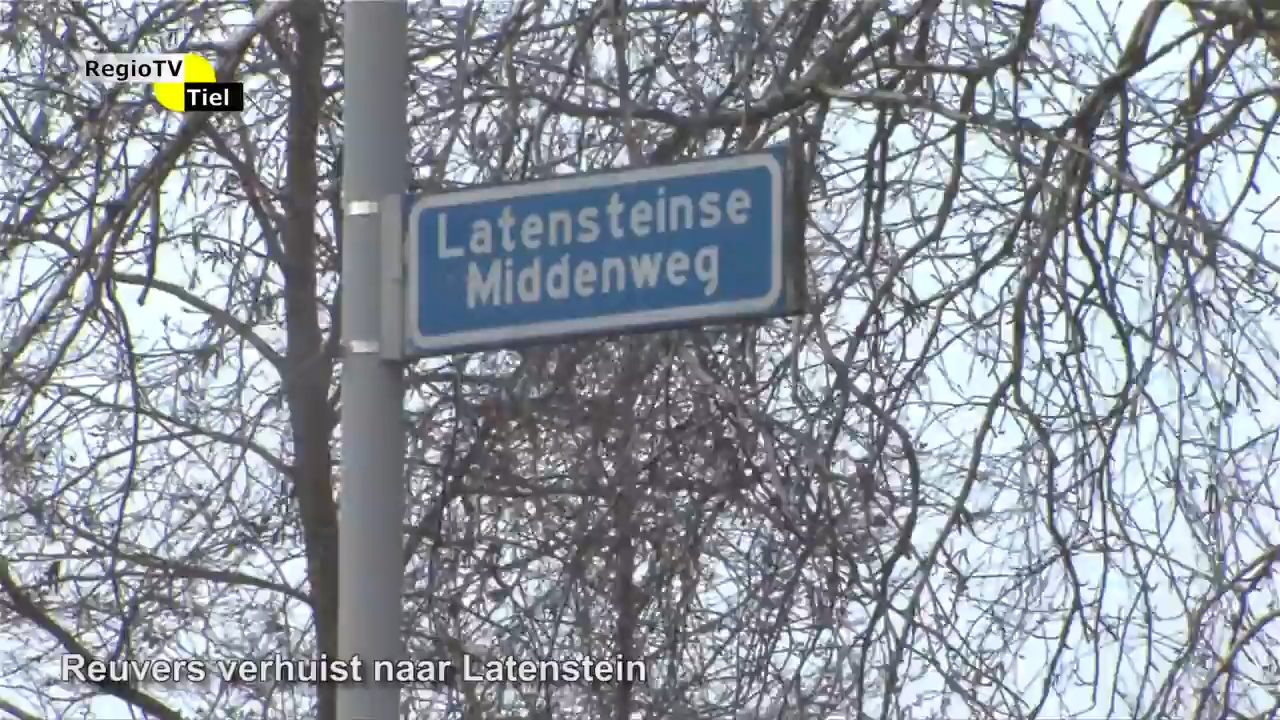 RegioTV
Tiel
Latensteinse
Middenweg
Reuvers verhuist naar Latenstein